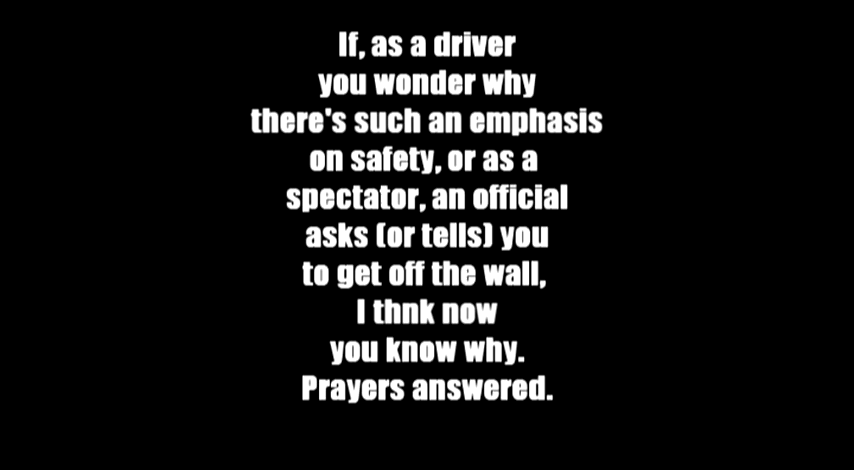 If, as a driver
you wonder why
there's such an emphasis
on safety, or as a
spectator, an official
asks (or tells) you
to get off the wall,
I thnk now
you know why.
Prayers answered.